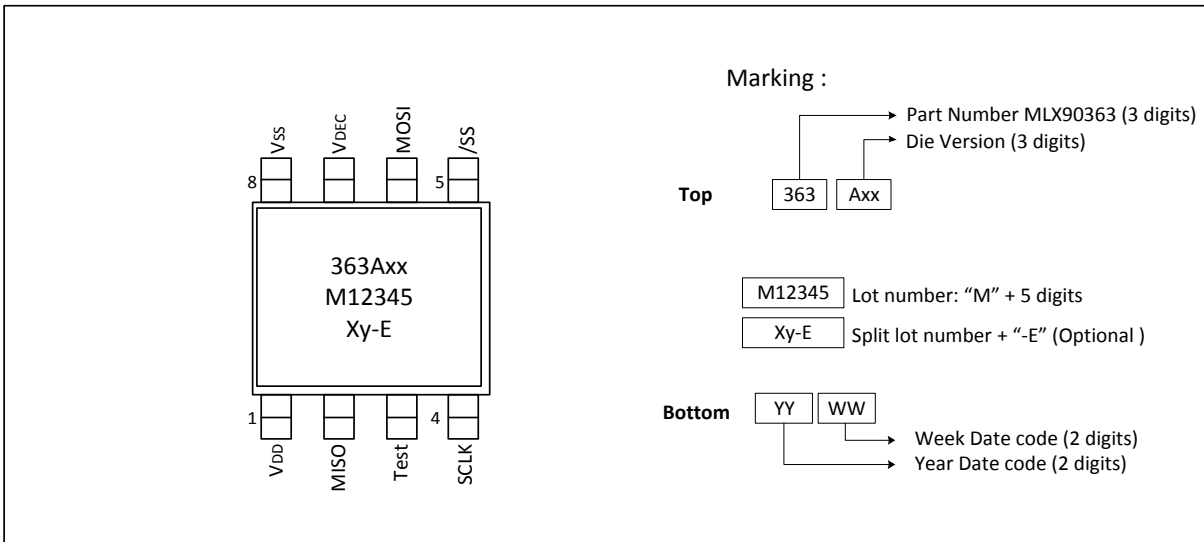 Marking :
VSS
VDEC
MOSI
/SS
8
5
363Axx
M12345
Xy-E
1
4
VDD
MISO
Test
SCLK
Part Number MLX90363 (3 digits)
Die Version (3 digits)
Top
363
Axx
M12345
Lot number: “M” + 5 digits
Xy-E
Split lot number + “-E” (Optional )
Bottom
YY
WW
Week Date code (2 digits)
Year Date code (2 digits)